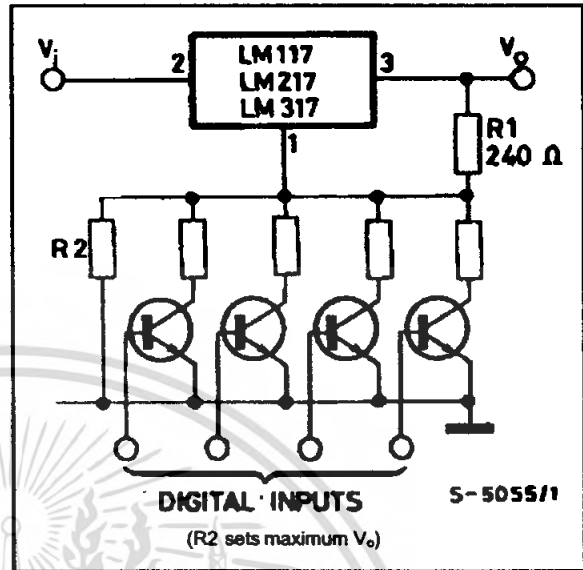 Vi
2
LM117
LM217
LM317
3
Vo
1
R1
240 Ω
R2
DIGITAL INPUTS
S-5055/1
(R2 sets maximum Vo)